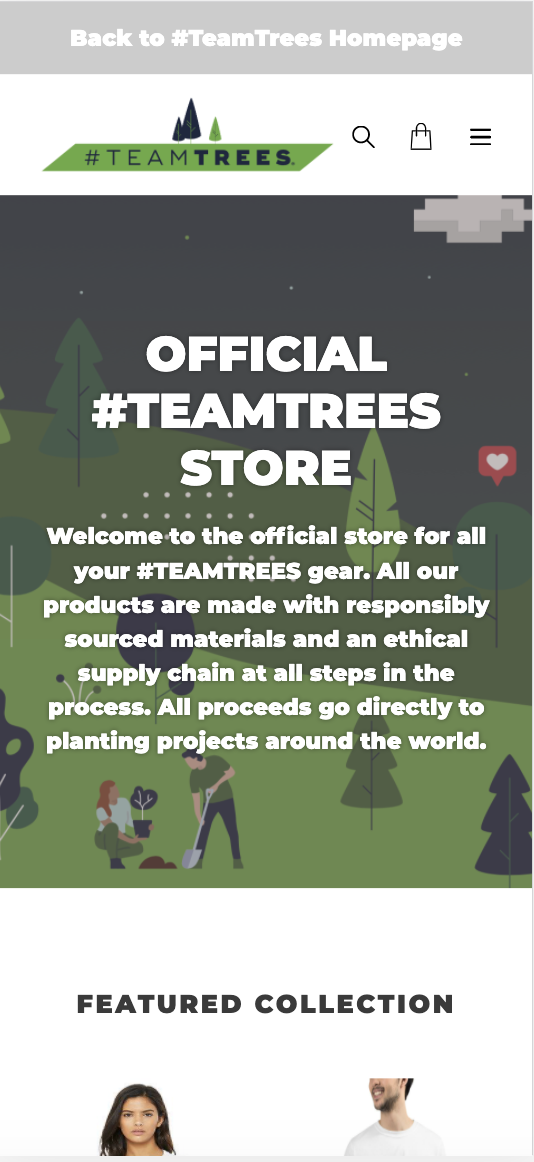 Back to #TeamTrees Homepage
#TEAMTREES.
OFFICIAL
#TEAMTREES
STORE
Welcome to the official store for all
your #TEAMTREES gear. All our
products are made with responsibly
sourced materials and an ethical
supply chain at all steps in the
process. All proceeds go directly to
planting projects around the world.
FEATURED COLLECTION